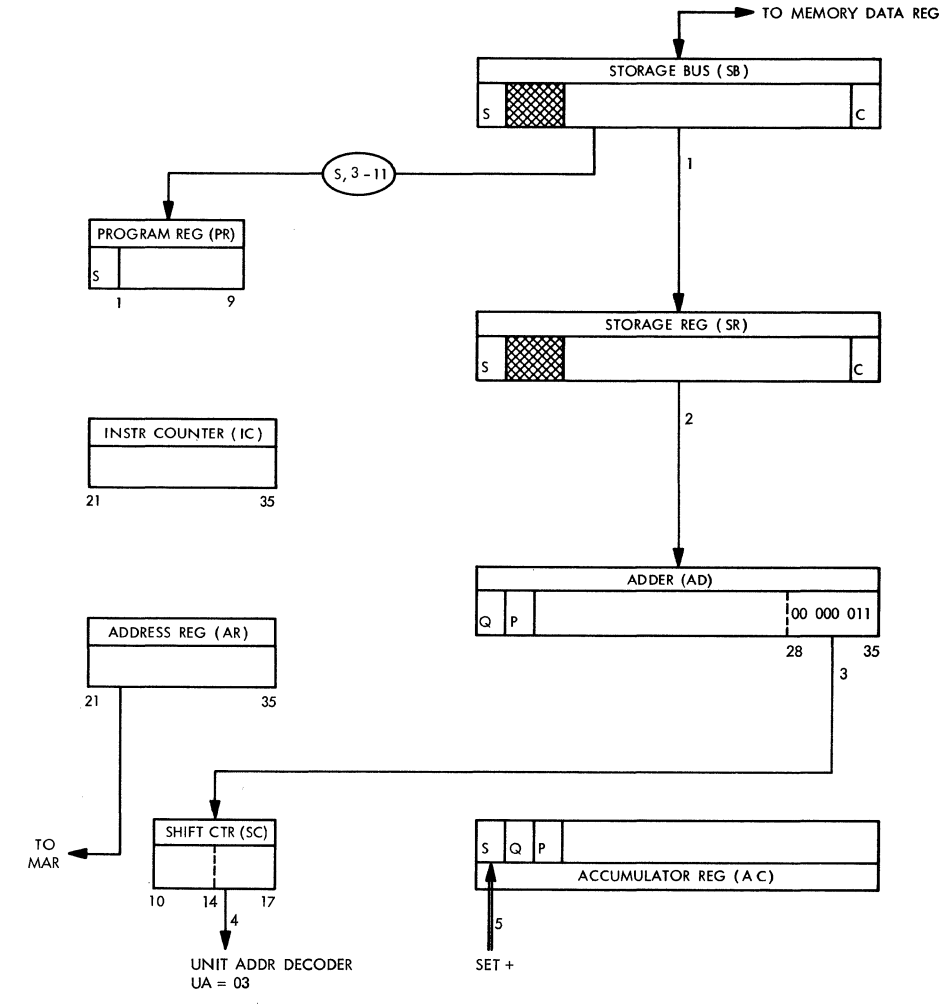 TO MEMORY DATA REG
STORAGE BUS (SB)
S
C
1
S, 3-11
PROGRAM REG (PR)
S
1
9
STORAGE REG (SR)
S
C
2
INSTR COUNTER (IC)
21
35
ADDER (AD)
Q
P
00 000 011
28
35
3
ADDRESS REG (AR)
21
35
TO
MAR
SHIFT CTR (SC)
10
14
17
4
UNIT ADDR DECODER
UA = 03
S
Q
P
ACCUMULATOR REG (AC)
5
SET +